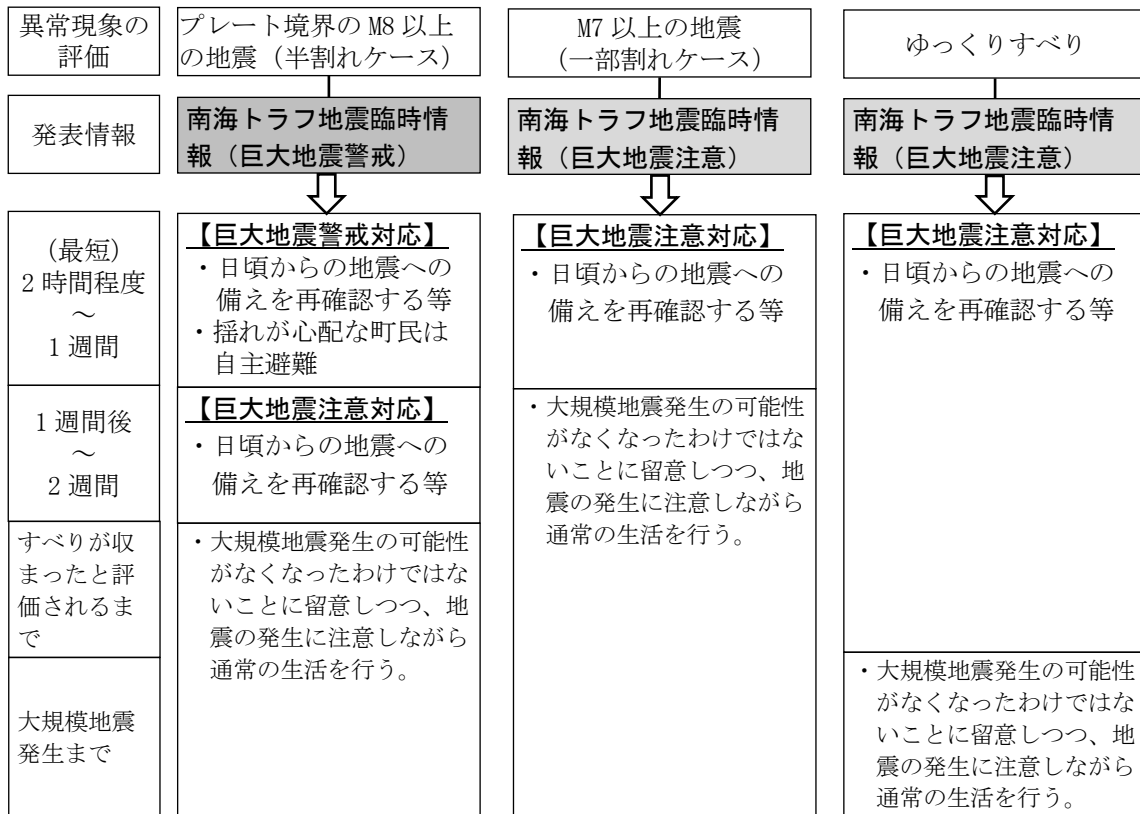 異常現象の
評価
プレート境界の M8 以上
の地震（半割れケース）
M7 以上の地震
（一部割れケース）
ゆっくりすべり
発表情報
南海トラフ地震臨時情
報（巨大地震警戒）
南海トラフ地震臨時情
報（巨大地震注意）
南海トラフ地震臨時情
報（巨大地震注意）
（最短）
2 時間程度
～
1 週間
【巨大地震警戒対応】
・日頃からの地震への
備えを再確認する等
・揺れが心配な町民は
自主避難
【巨大地震注意対応】
・日頃からの地震への
備えを再確認する等
【巨大地震注意対応】
・日頃からの地震への
備えを再確認する等
1 週間後
～
2 週間
【巨大地震注意対応】
・日頃からの地震への
備えを再確認する等
・大規模地震発生の可能性
がなくなったわけではな
いことに留意しつつ、地
震の発生に注意しながら
通常の生活を行う。
すべりが収
まったと評
価されるま
で
・大規模地震発生の可能性
がなくなったわけではな
いことに留意しつつ、地
震の発生に注意しながら
通常の生活を行う。
大規模地震
発生まで
・大規模地震発生の可能性
がなくなったわけではな
いことに留意しつつ、地
震の発生に注意しながら
通常の生活を行う。